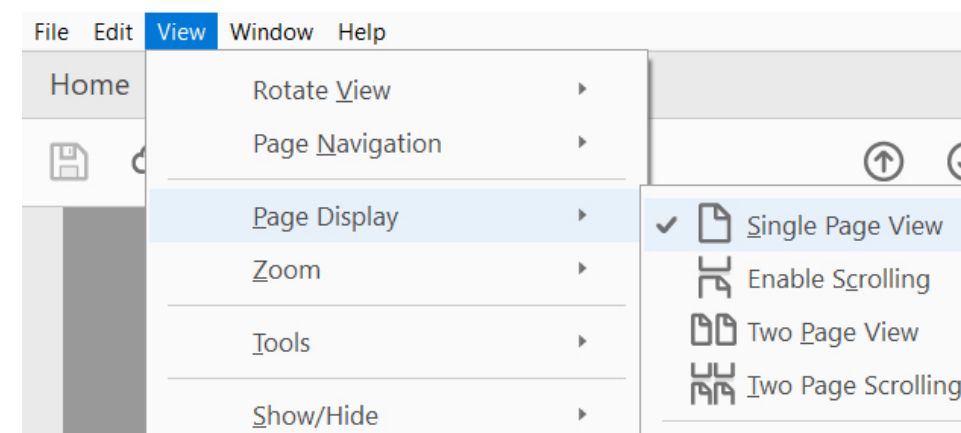 File Edit View Window Help
Home
Rotate View
Page Navigation
Page Display
Zoom
Tools
Show/Hide
Single Page View
Enable Scrolling
Two Page View
Two Page Scrolling